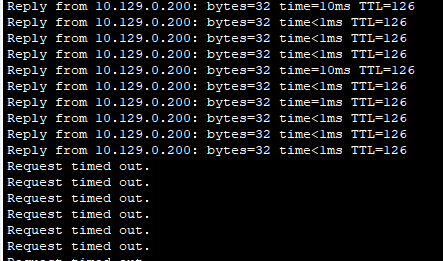 Reply from 10.129.0.200: bytes=32 time=10ms TTL=126
Reply from 10.129.0.200: bytes=32 time<1ms TTL=126
Reply from 10.129.0.200: bytes=32 time<1ms TTL=126
Reply from 10.129.0.200: bytes=32 time<1ms TTL=126
Reply from 10.129.0.200: bytes=32 time=10ms TTL=126
Reply from 10.129.0.200: bytes=32 time<1ms TTL=126
Reply from 10.129.0.200: bytes=32 time<1ms TTL=126
Reply from 10.129.0.200: bytes=32 time<1ms TTL=126
Reply from 10.129.0.200: bytes=32 time<1ms TTL=126
Reply from 10.129.0.200: bytes=32 time<1ms TTL=126
Request timed out.
Request timed out.
Request timed out.
Request timed out.
Request timed out.
Request timed out.
Request timed out